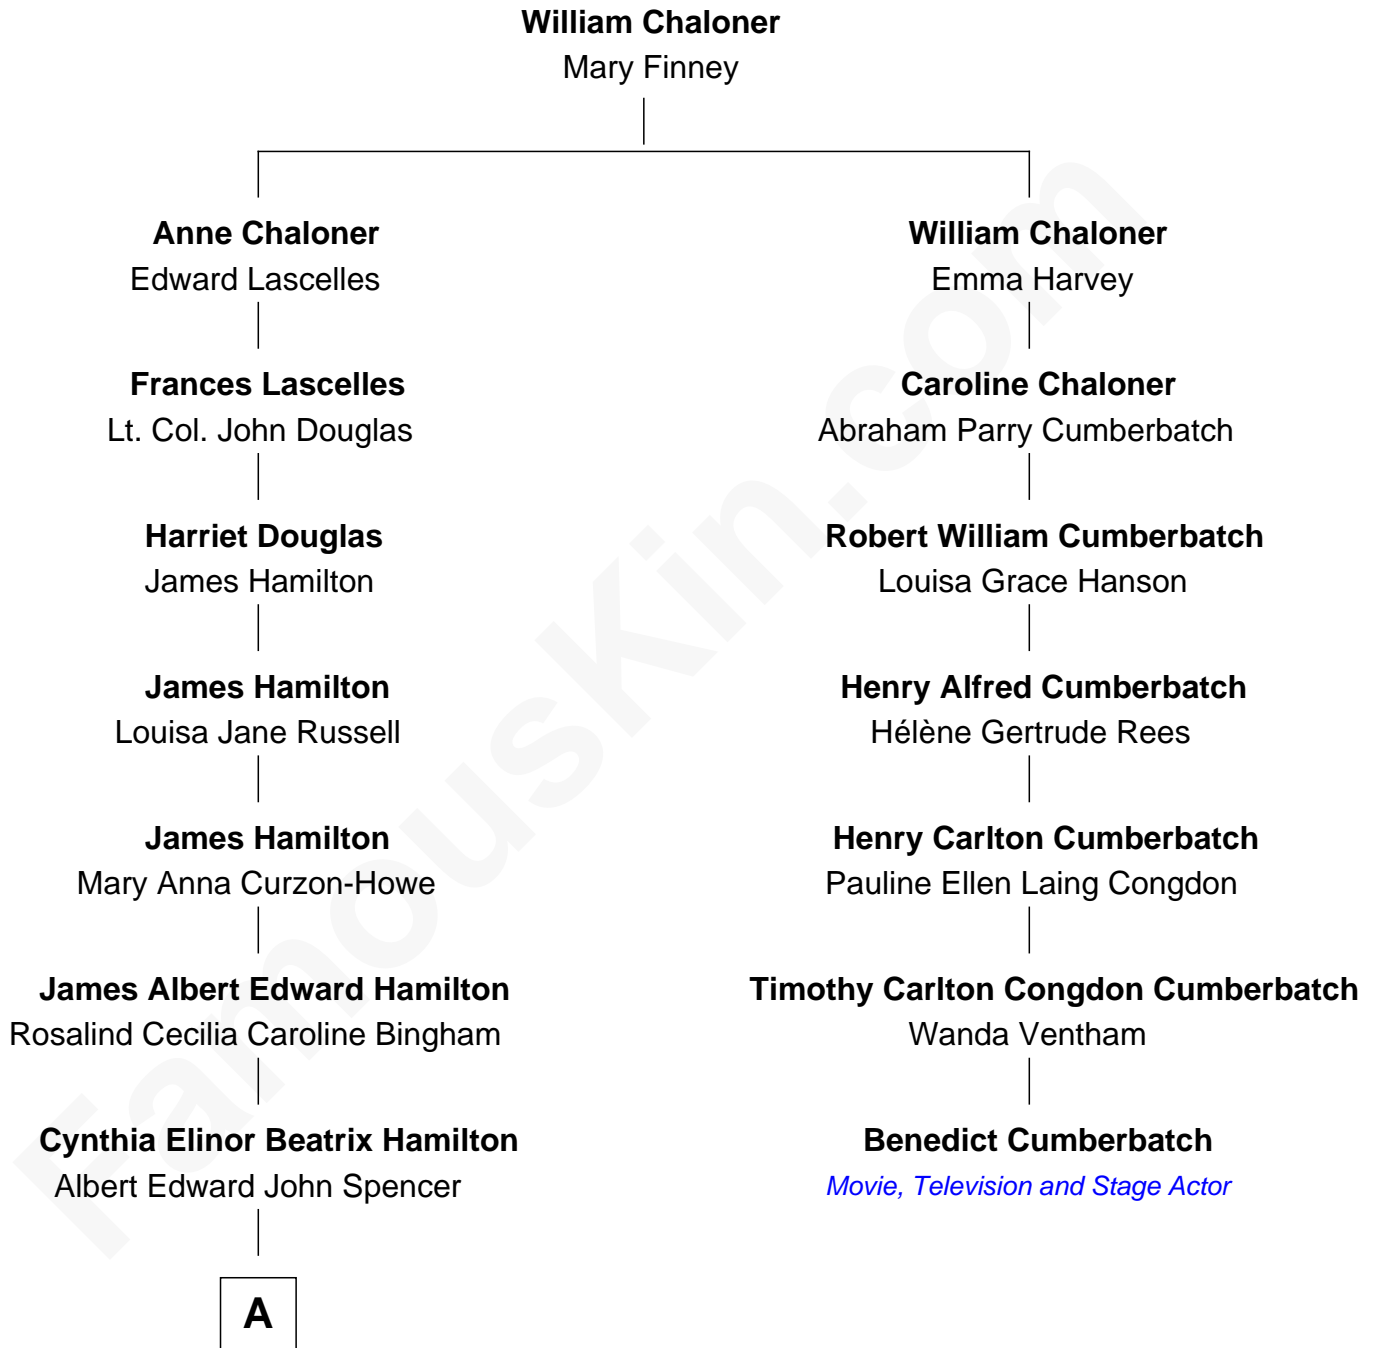 William Chaloner
Mary Finney
Anne Chaloner
Edward Lascelles
William Chaloner
Emma Harvey
Frances Lascelles
Lt. Col. John Douglas
Caroline Chaloner
Abraham Parry Cumberbatch
Harriet Douglas
James Hamilton
Robert William Cumberbatch
Louisa Grace Hanson
James Hamilton
Louisa Jane Russell
Henry Alfred Cumberbatch
Hélène Gertrude Rees
James Hamilton
Mary Anna Curzon-Howe
Henry Carlton Cumberbatch
Pauline Ellen Laing Congdon
James Albert Edward Hamilton
Rosalind Cecilia Caroline Bingham
Timothy Carlton Congdon Cumberbatch
Wanda Ventham
Cynthia Elinor Beatrix Hamilton
Albert Edward John Spencer
Benedict Cumberbatch
Movie, Television and Stage Actor
A
FamousKin.com